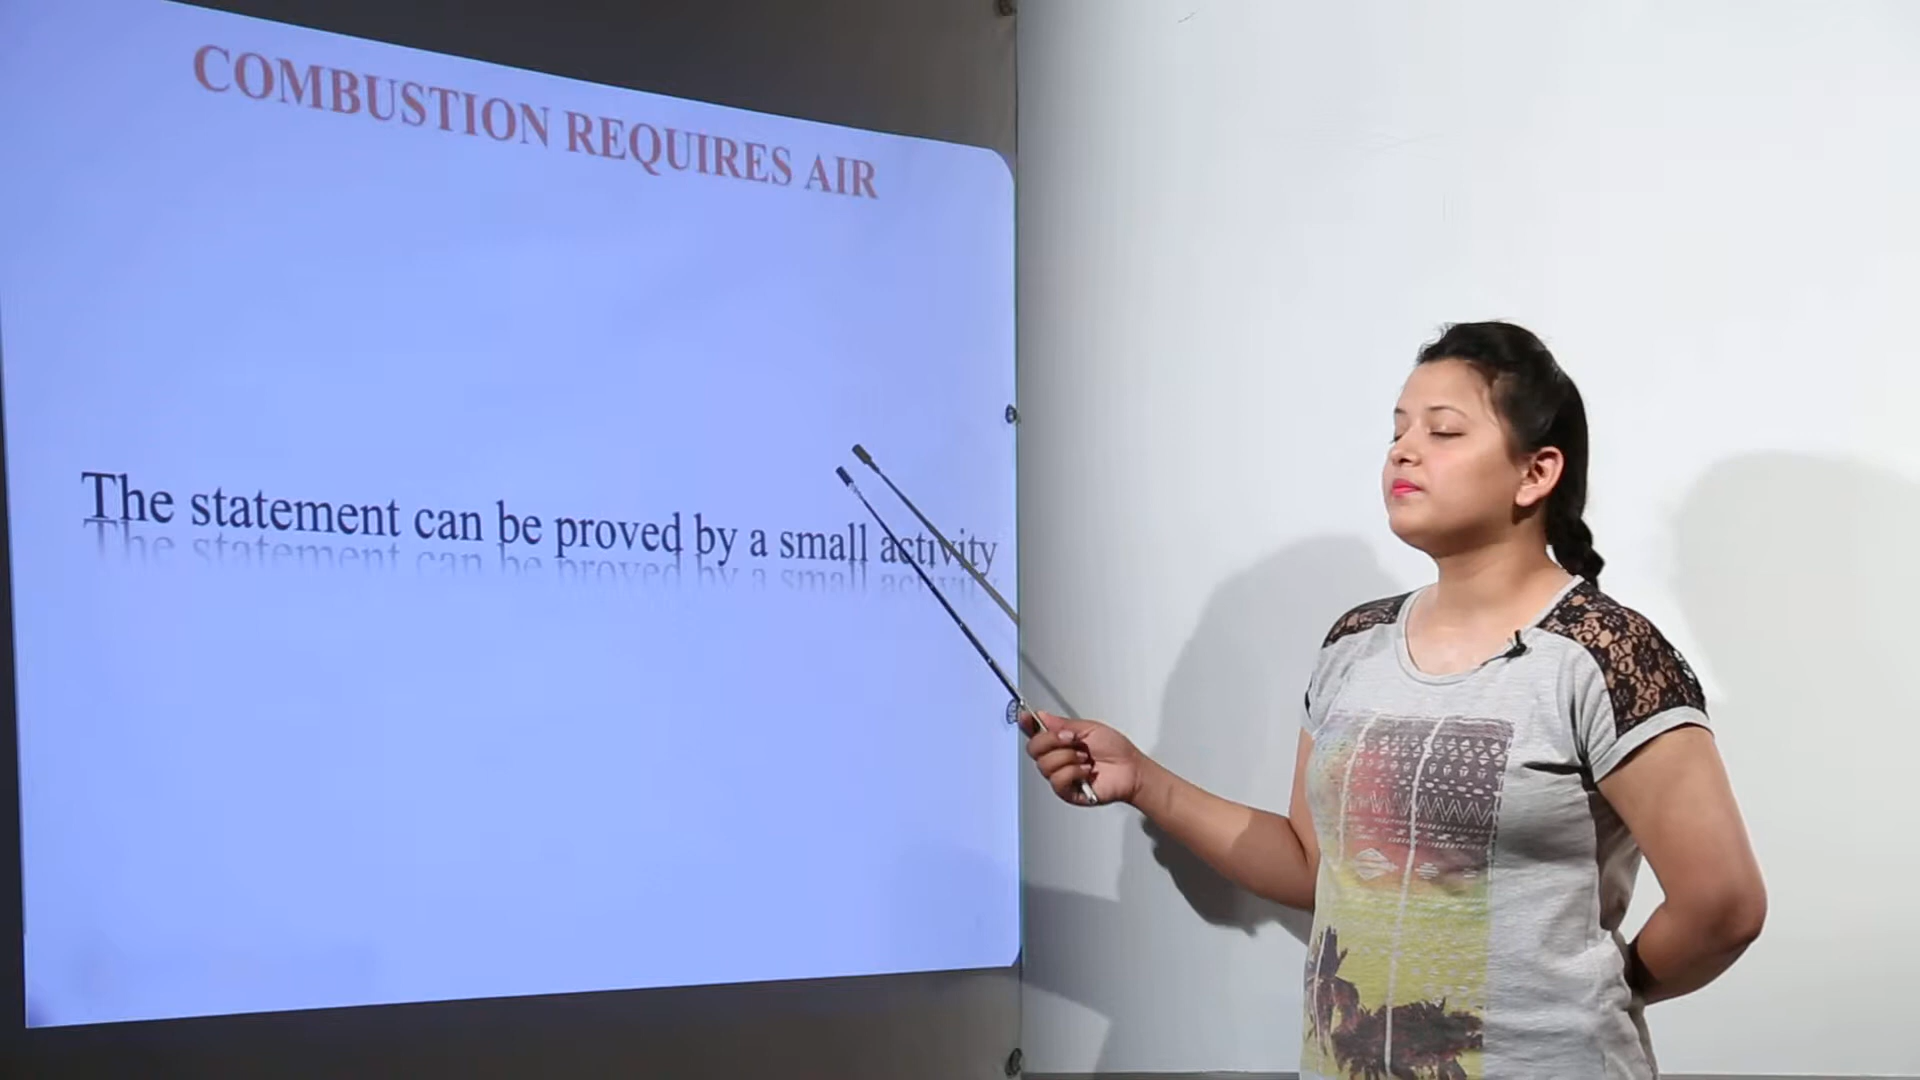 COMBUSTION REQUIRES AIR
The statement can be proved by a small activity